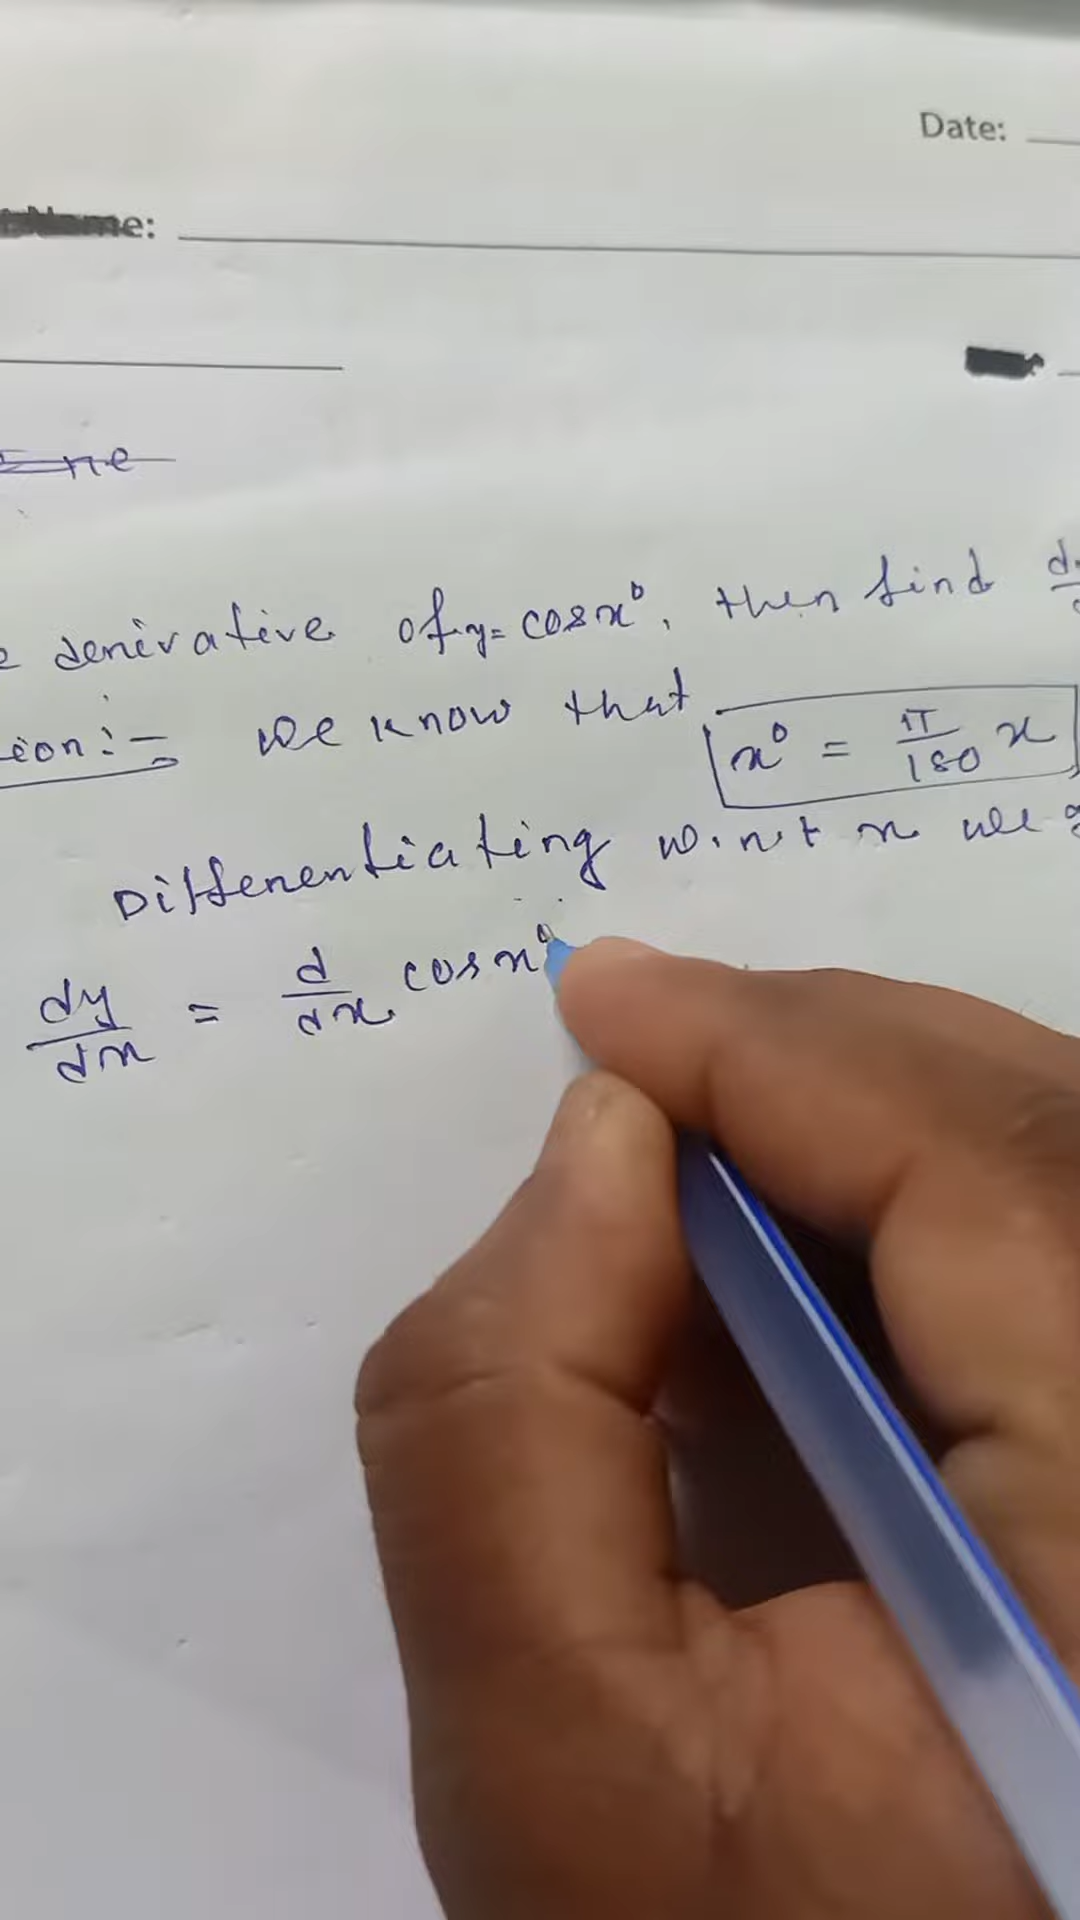 Date:
Name:
derivative of y = cos x°, then find
we know that x° = π/180 x
Differentiating w.r.t x we
dy/dx = d/dx cos x°